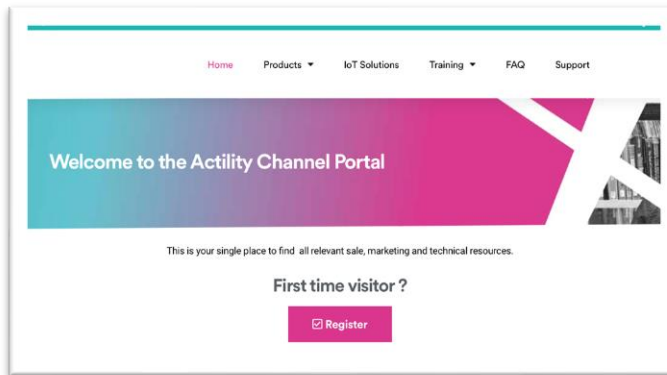 Home Products IoT Solutions Training FAQ Support
Welcome to the Actility Channel Portal
This is your single place to find all relevant sale, marketing and technical resources.
First time visitor ?
Register